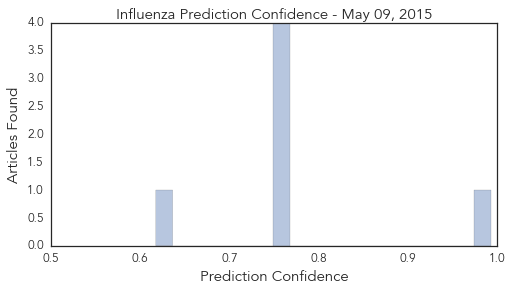 Influenza Prediction Confidence - May 09, 2015
Articles Found
4.0
3.5
3.0
2.5
2.0
1.5
1.0
0.5
0.0
0.5 0.6 0.7 0.8 0.9 1.0
Prediction Confidence